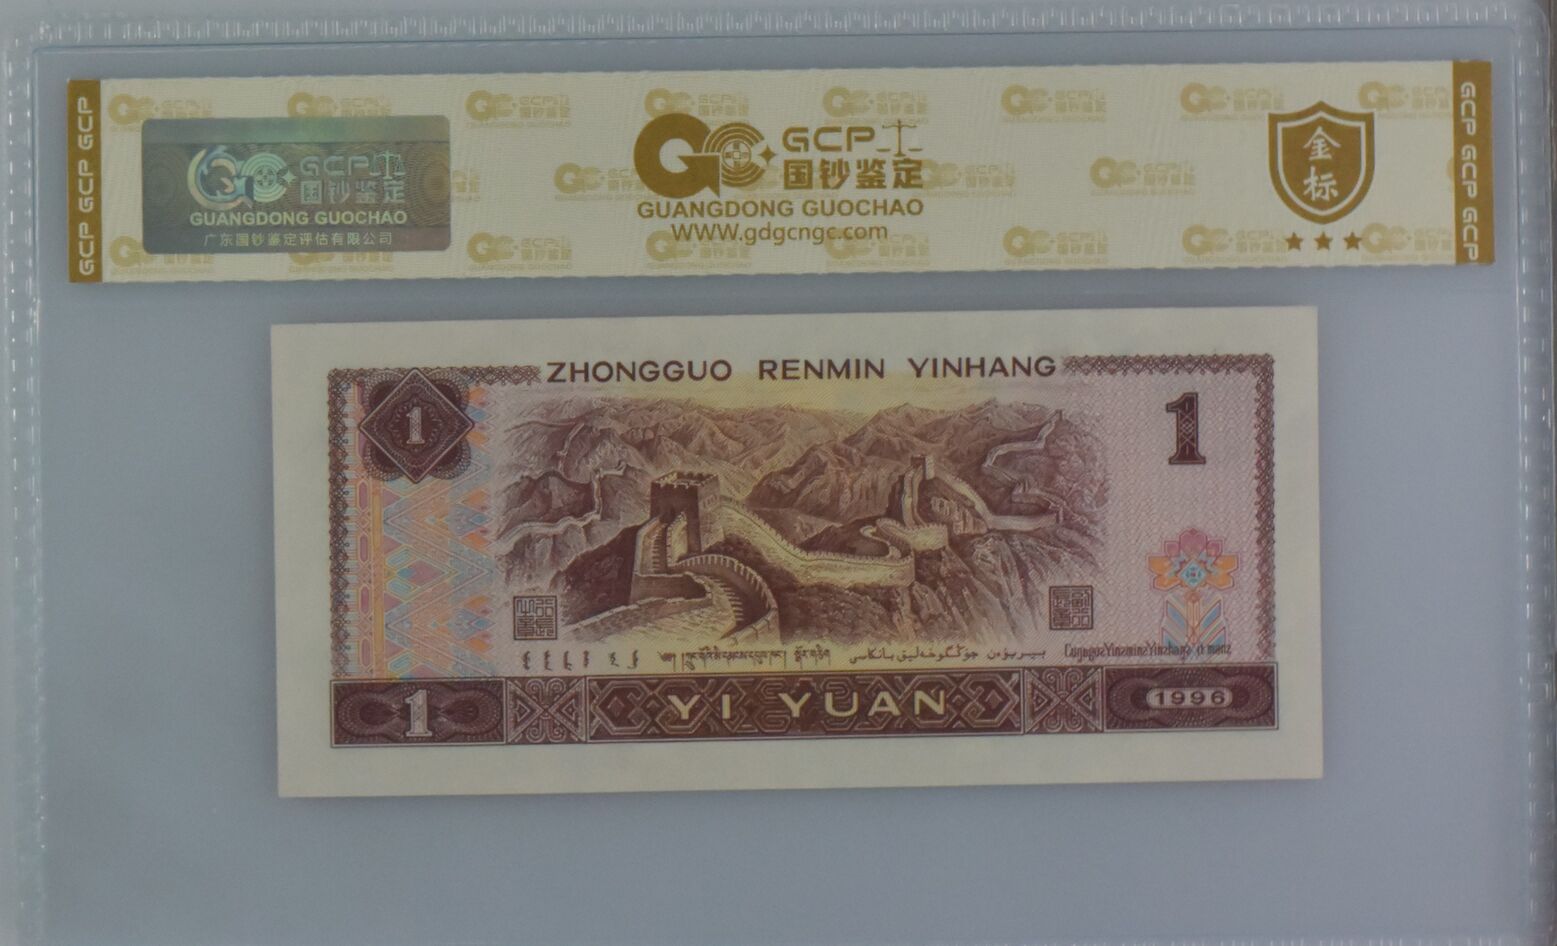 GCP GCP GCP
GCP
国钞鉴定
GUANGDONG GUOCHAO
广东国钞鉴定评估有限公司
GCP
国钞鉴定
GUANGDONG GUOCHAO
WWW.gdgcngc.com
金标
GCP GCP GCP
ZHONGGUO RENMIN YINHANG
1
1
1
YI YUAN
1996